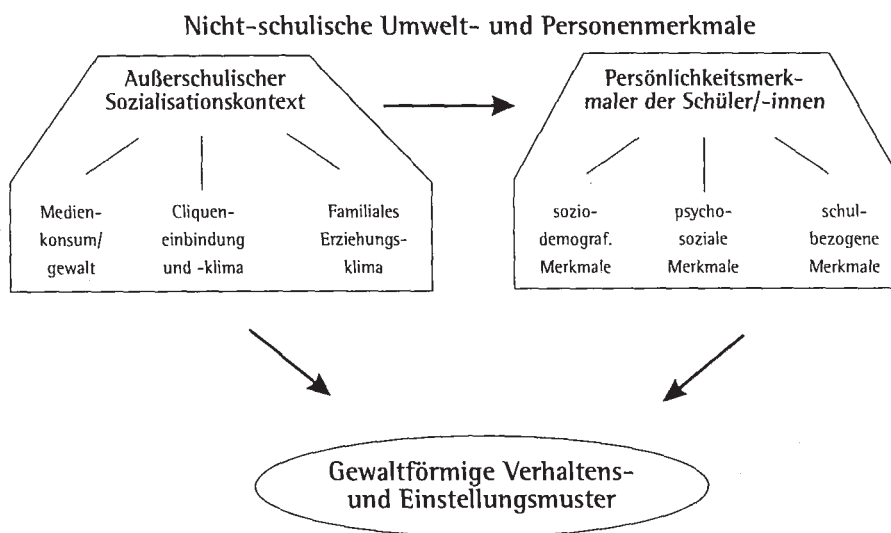 Nicht-schulische Umwelt- und Personenmerkmale
Außerschulischer
Sozialisationskontext
Medien-
konsum/
gewalt
Cliquen-
einbindung
und -klima
Familiales
Erziehungs-
klima
Persönlichkeitsmerk-
maler der Schüler/-innen
sozio-
demograf.
Merkmale
psycho-
soziale
Merkmale
schul-
bezogene
Merkmale
Gewaltförmige Verhaltens-
und Einstellungsmuster